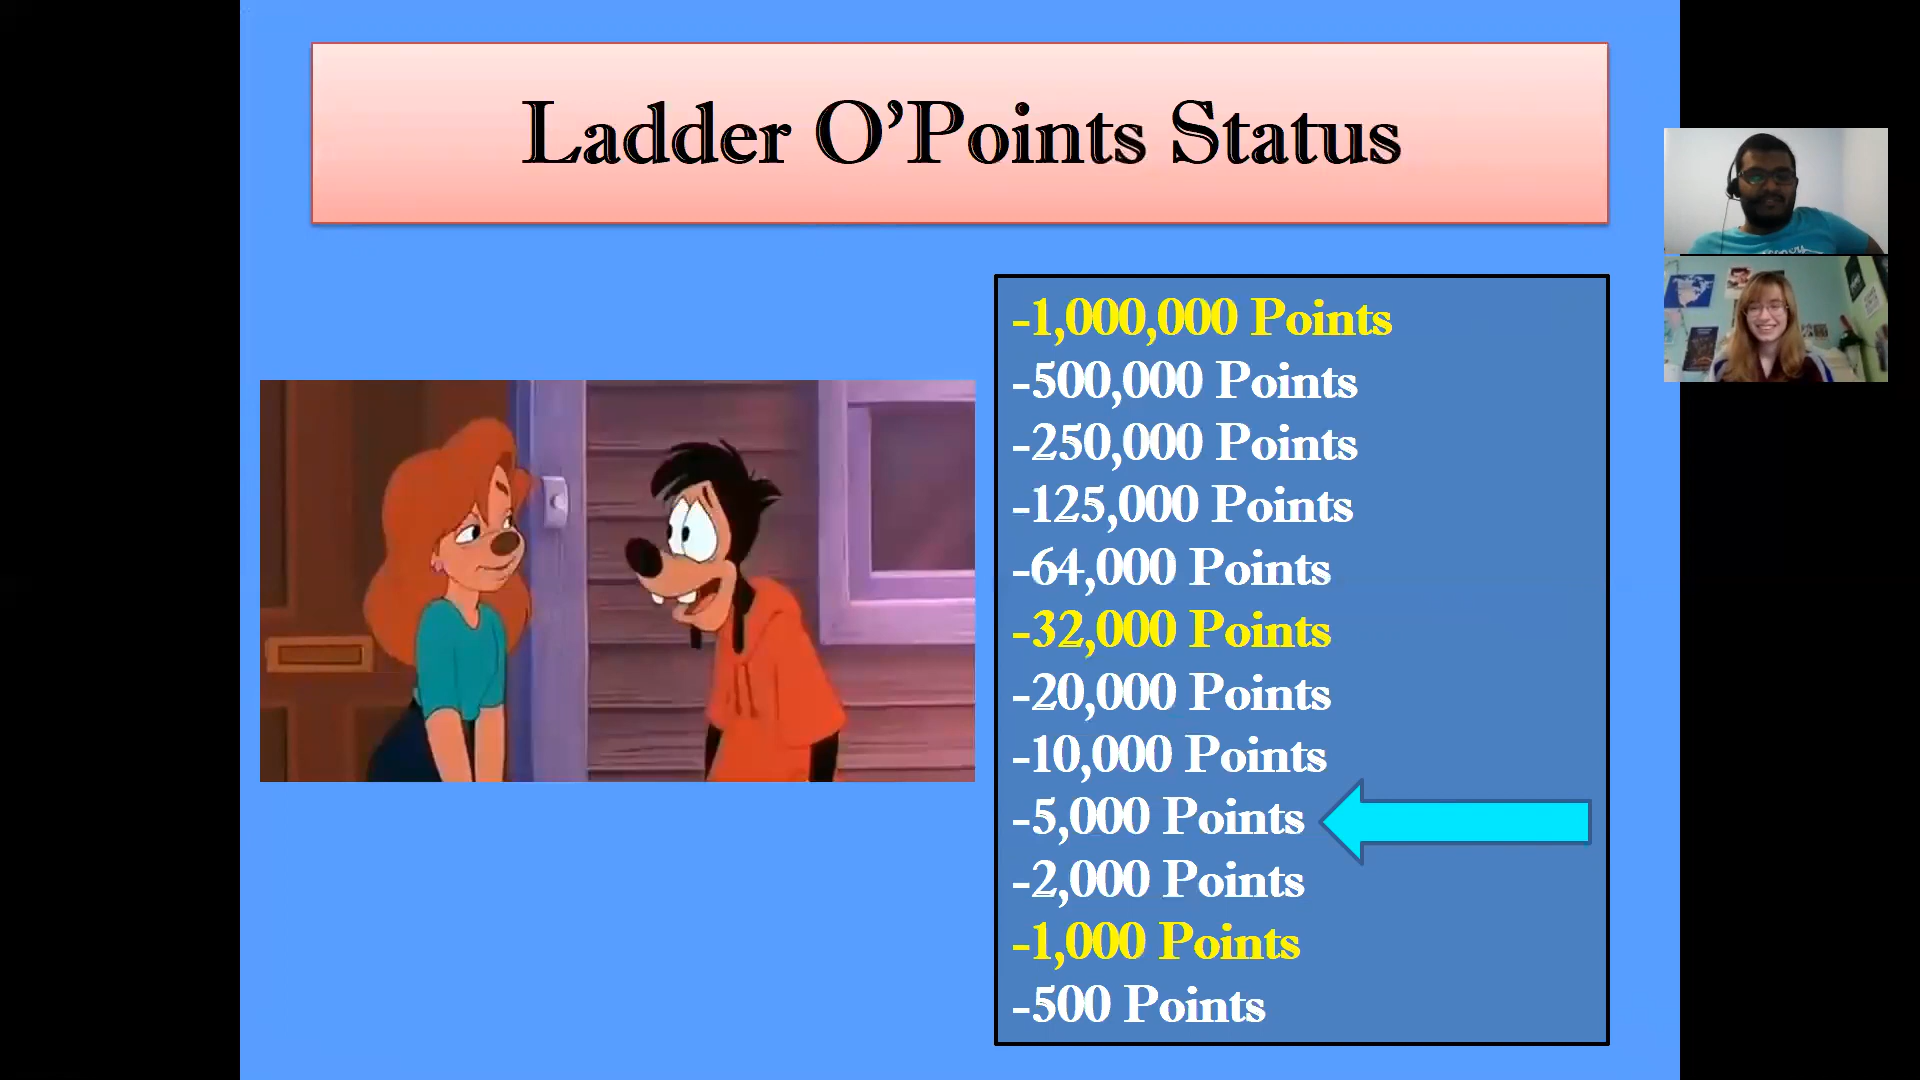 Ladder O'Points Status
-1,000,000 Points
-500,000 Points
-250,000 Points
-125,000 Points
-64,000 Points
-32,000 Points
-20,000 Points
-10,000 Points
-5,000 Points
-2,000 Points
-1,000 Points
-500 Points